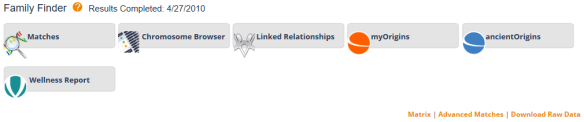 Family Finder ? Results Completed: 4/27/2010
Matches Chromosome Browser Linked Relationships myOrigins ancientOrigins
Wellness Report
Matrix | Advanced Matches | Download Raw Data